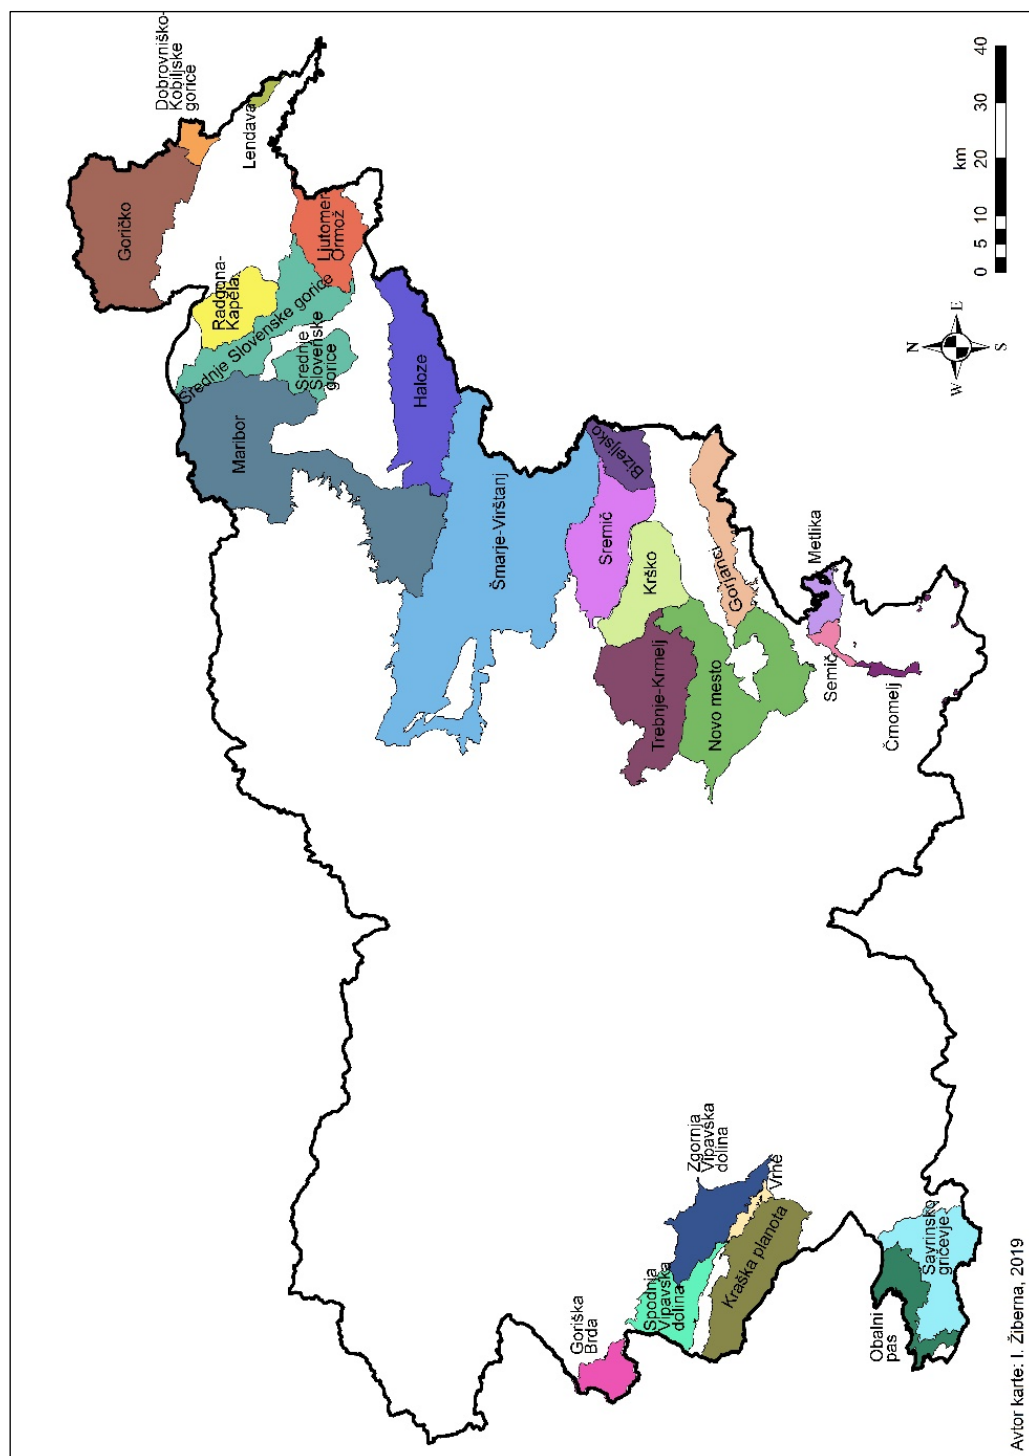 Goričko
Dobrovniško
Kobiljske
gorice
Lendava
Radgona-
Kapela
Srednje Slovenske gorice
Ljutomer-
Ormož
Srednje
Slovenske
gorice
Maribor
Haloze
Šmarje-Virštanj
Bizeljsko
Sremič
Krško
Gorjanci
Trebnje-Krmelj
Novo mesto
Metlika
Semič
Črnomelj
Goriška
Brda
Spodnja
Vipavska
dolina
Zgornja
Vipavska
dolina
Vrhe
Kraška planota
Obalni
pas
Savrinsko
gričevje
N
W
E
S
km
0
5
10
20
30
40
Avtor karte: I. Žiberna, 2019